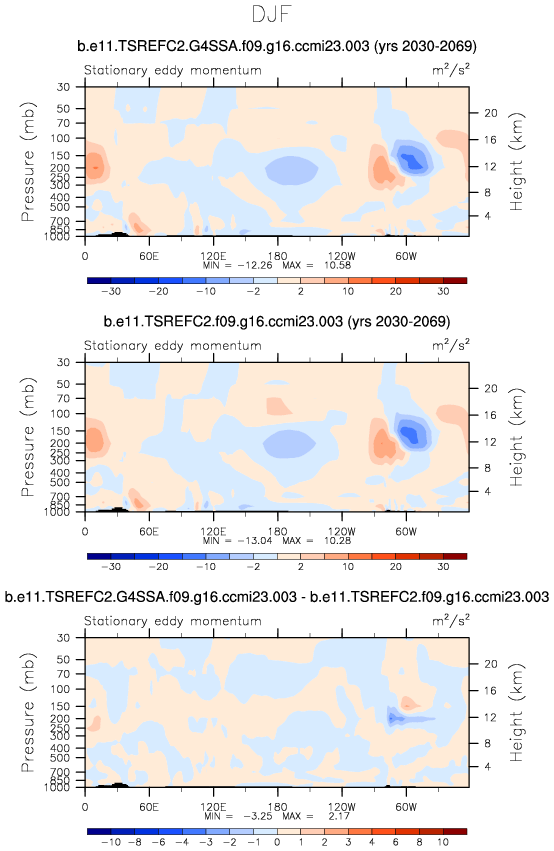 DJF
b.e11.TSREFC2.G4SSA.f09.g16.ccmi23.003 (yrs 2030-2069)
Stationary eddy momentum m²/s²
Pressure (mb)
30
50
70
100
150
200
250
300
400
500
700
850
1000
Height (km)
20
16
12
8
4
0 60E 120E 180 120W 60W
MIN = -12.26 MAX = 10.58
-30 -20 -10 -2 2 10 20 30
b.e11.TSREFC2.f09.g16.ccmi23.003 (yrs 2030-2069)
Stationary eddy momentum m²/s²
Pressure (mb)
30
50
70
100
150
200
250
300
400
500
700
850
1000
Height (km)
20
16
12
8
4
0 60E 120E 180 120W 60W
MIN = -13.04 MAX = 10.28
-30 -20 -10 -2 2 10 20 30
b.e11.TSREFC2.G4SSA.f09.g16.ccmi23.003 - b.e11.TSREFC2.f09.g16.ccmi23.003
Stationary eddy momentum m²/s²
Pressure (mb)
30
50
70
100
150
200
250
300
400
500
700
850
1000
Height (km)
20
16
12
8
4
0 60E 120E 180 120W 60W
MIN = -3.25 MAX = 2.17
-10 -8 -6 -4 -3 -2 -1 0 1 2 3 4 6 8 10